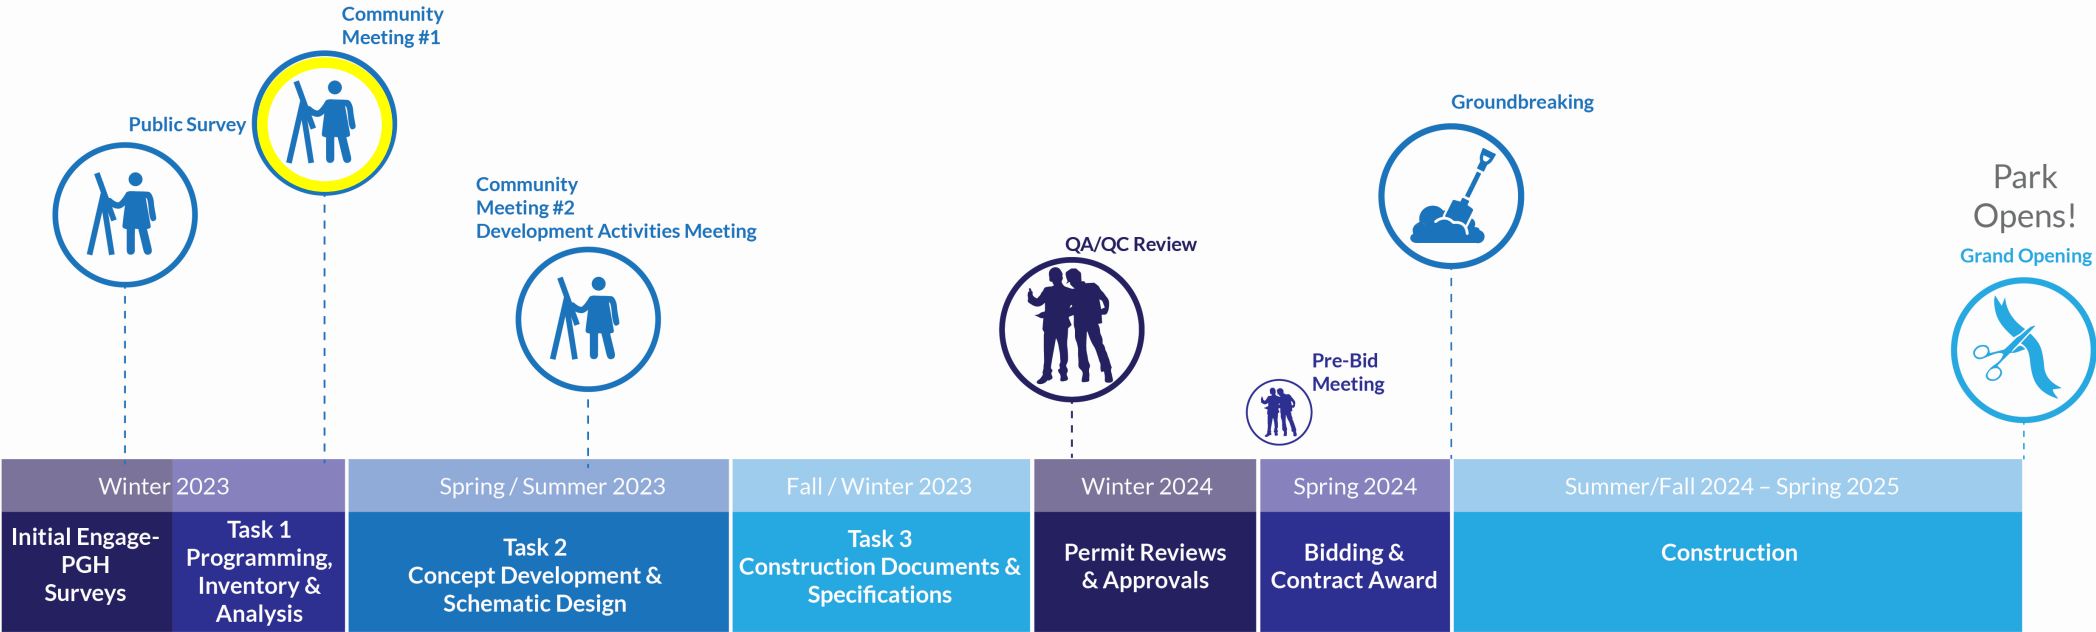 Community
Meeting #1
Public Survey
Community
Meeting #2
Development Activities Meeting
QA/QC Review
Pre-Bid
Meeting
Groundbreaking
Park
Opens!
Grand Opening
Winter 2023
Spring / Summer 2023
Fall / Winter 2023
Winter 2024
Spring 2024
Summer/Fall 2024 – Spring 2025
Initial Engage-
PGH
Surveys
Task 1
Programming,
Inventory &
Analysis
Task 2
Concept Development &
Schematic Design
Task 3
Construction Documents &
Specifications
Permit Reviews
& Approvals
Bidding &
Contract Award
Construction